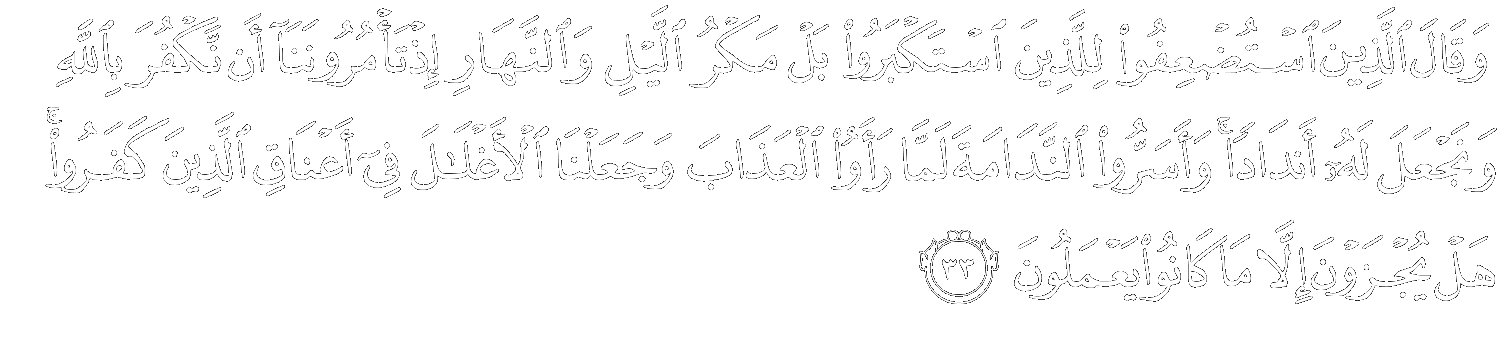 وَقَالَ ٱلَّذِينَ ٱسْتُضْعِفُوا۟ لِلَّذِينَ ٱسْتَكْبَرُوا۟ بَلْ مَكْرُ ٱلَّيْلِ وَٱلنَّهَارِ إِذْ تَأْمُرُونَنَآ أَن نَّكْفُرَ بِٱللَّهِ
وَنَجْعَلَ لَهُۥٓ أَندَادًا ۚ وَأَسَرُّوا۟ ٱلنَّدَامَةَ لَمَّا رَأَوُا۟ ٱلْعَذَابَ وَجَعَلْنَا ٱلْأَغْلَـٰلَ فِىٓ أَعْنَاقِ ٱلَّذِينَ كَفَرُوا۟ ۚ
هَلْ يُجْزَوْنَ إِلَّا مَا كَانُوا۟ يَعْمَلُونَ ٣٣